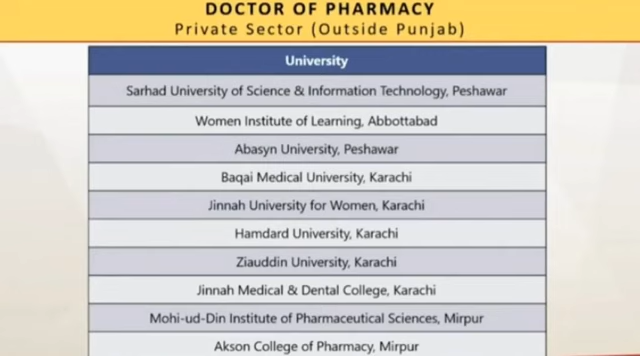 DOCTOR OF PHARMACY
Private Sector (Outside Punjab)
University
Sarhad University of Science & Information Technology, Peshawar
Women Institute of Learning, Abbottabad
Abasyn University, Peshawar
Baqai Medical University, Karachi
Jinnah University for Women, Karachi
Hamdard University, Karachi
Ziauddin University, Karachi
Jinnah Medical & Dental College, Karachi
Mohi-ud-Din Institute of Pharmaceutical Sciences, Mirpur
Akson College of Pharmacy, Mirpur